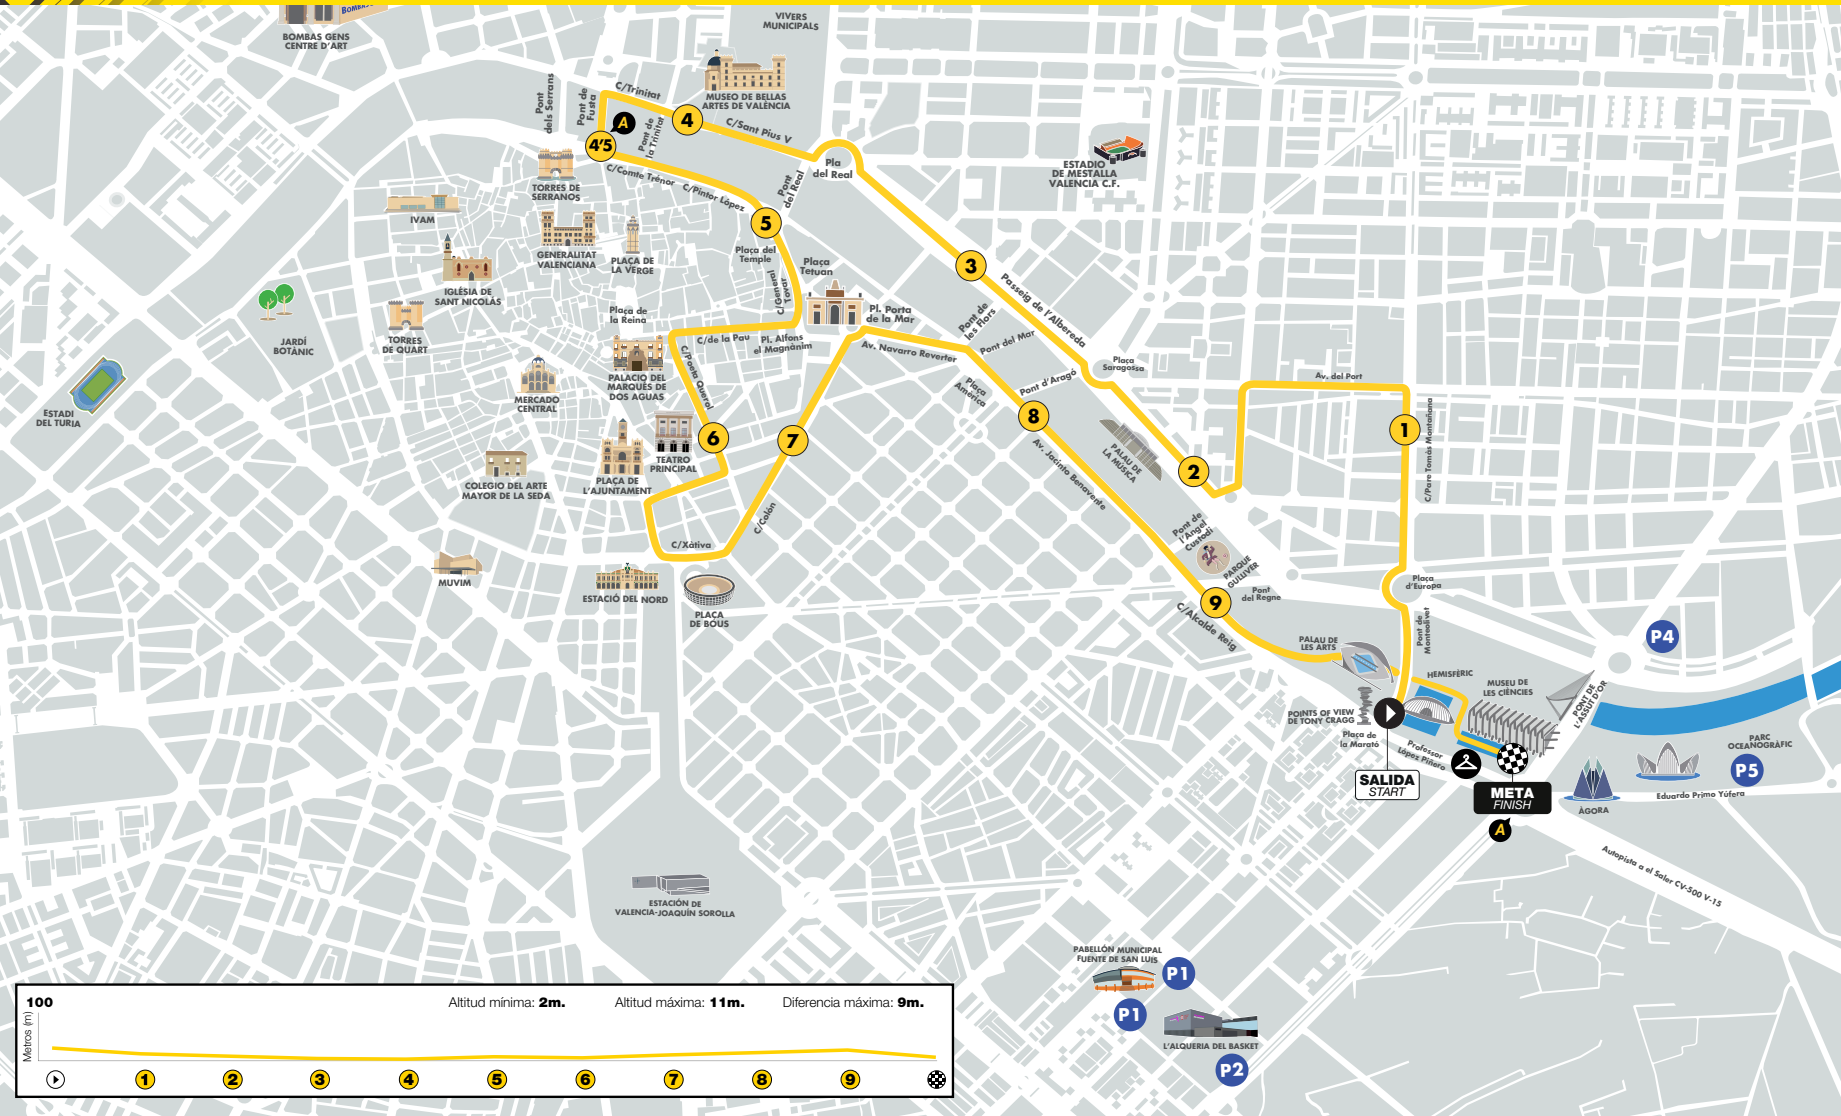 BOMBAS GENS
CENTRE D'ART
VIVERS
MUNICIPALS
MUSEO DE BELLAS
ARTES DE VALÈNCIA
Pont
dels Serrans
Pont de
Fusta
C/Trinitat
A
4
4'5
Pont de
la Trinitat
C/Sant Pius V
Pla
del Real
Pont
del Real
ESTADIO
DE MESTALLA
VALENCIA C.F.
C/Comte Trénor
C/Pintor López
TORRES DE
SERRANOS
IVAM
5
GENERALITAT
VALENCIANA
PLAÇA DE
LA VERGE
Plaça del
Temple
Plaça
Tetuan
C/General
Tovar
3
Passeig de l'Albereda
IGLÈSIA DE
SANT NICOLÁS
Plaça de
la Reina
Pl. Porta
de la Mar
Pont de
les Flors
Pont del Mar
JARDÍ
BOTÀNIC
TORRES
DE QUART
C/de la Pau
Pl. Alfons
el Magnànim
Av. Navarro Reverter
C/Poeta Querol
Plaça
Saragossa
Pont d'Aragó
Plaça
America
Av. del Port
PALACIO DEL
MARQUÉS DE
DOS AGUAS
MERCADO
CENTRAL
ESTADI
DEL TURIA
8
1
C/Pare Tomàs Montañana
6
7
TEATRO
PRINCIPAL
PALAU DE
LA MÚSICA
2
Av. Jacinto Benavente
COLEGIO DEL ARTE
MAYOR DE LA SEDA
PLAÇA DE
L'AJUNTAMENT
C/Colón
C/Xàtiva
Pont de
l'Àngel
Custodi
PARQUE
GULLIVER
MUVIM
ESTACIÓ DEL NORD
PLAÇA
DE BOUS
Plaça
d'Europa
Pont
del Regne
9
C/Alcalde Reig
Pont de
Monteolivet
P4
PALAU DE
LES ARTS
HEMISFÈRIC
MUSEU DE
LES CIÈNCIES
PONT DE
L'ASSUT D'OR
POINTS OF VIEW
DE TONY CRAGG
Plaça de
la Marató
Professor
López Piñero
PARC
OCEANOGRÀFIC
P5
SALIDA
START
META
FINISH
A
ÀGORA
Eduardo Primo Yúfera
Autopista a el Saler CV-500 V-15
ESTACIÓN DE
VALENCIA-JOAQUÍN SOROLLA
PABELLÓN MUNICIPAL
FUENTE DE SAN LUIS
P1
P1
L'ALQUERIA DEL BASKET
P2
100
Altitud mínima: 2m.
Altitud máxima: 11m.
Diferencia máxima: 9m.
Metros (m)
1
2
3
4
5
6
7
8
9